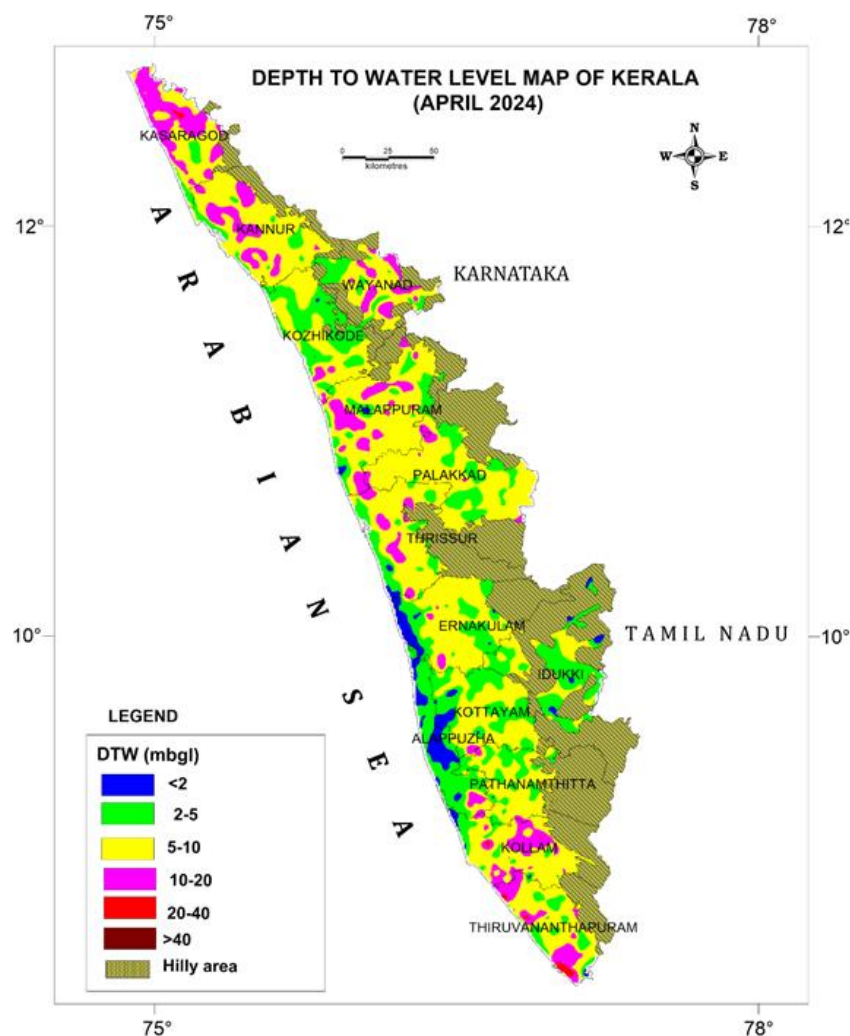 75°
78°
DEPTH TO WATER LEVEL MAP OF KERALA
(APRIL 2024)
0 25 50
kilometres
N
W E
S
KASARAGOD
12°
12°
KANNUR
KARNATAKA
WAYANAD
KOZHIKODE
MALAPPURAM
PALAKKAD
THRISSUR
ARABIAN SEA
ERNAKULAM
10°
TAMIL NADU
10°
IDUKKI
KOTTAYAM
ALAPPUZHA
PATHANAMTHITTA
KOLLAM
THIRUVANANTHAPURAM
LEGEND
DTW (mbgl)
<2
2-5
5-10
10-20
20-40
>40
Hilly area
75°
78°